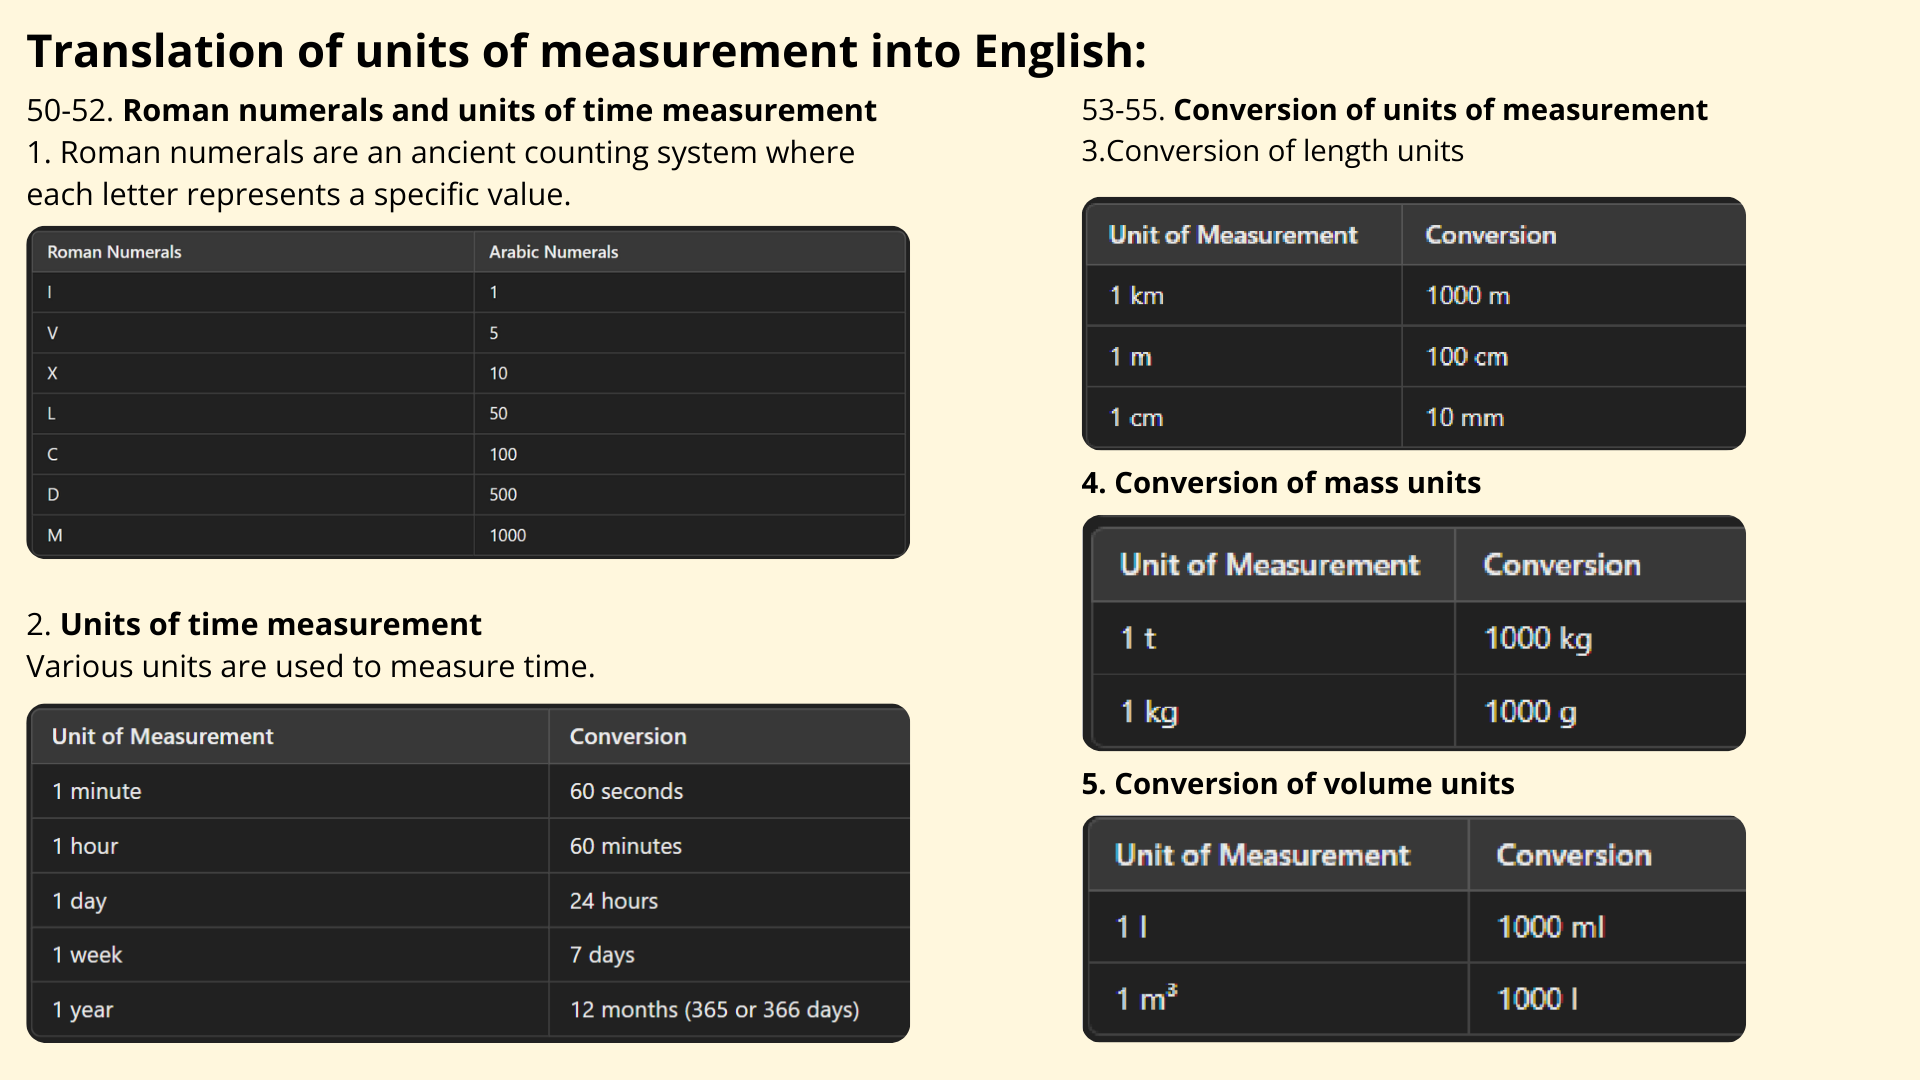 Translation of units of measurement into English:
50-52. Roman numerals and units of time measurement
1. Roman numerals are an ancient counting system where
each letter represents a specific value.
Roman Numerals Arabic Numerals
I 1
V 5
X 10
L 50
C 100
D 500
M 1000
2. Units of time measurement
Various units are used to measure time.
Unit of Measurement Conversion
1 minute 60 seconds
1 hour 60 minutes
1 day 24 hours
1 week 7 days
1 year 12 months (365 or 366 days)
53-55. Conversion of units of measurement
3.Conversion of length units
Unit of Measurement Conversion
1 km 1000 m
1 m 100 cm
1 cm 10 mm
4. Conversion of mass units
Unit of Measurement Conversion
1 t 1000 kg
1 kg 1000 g
5. Conversion of volume units
Unit of Measurement Conversion
1 l 1000 ml
1 m³ 1000 l